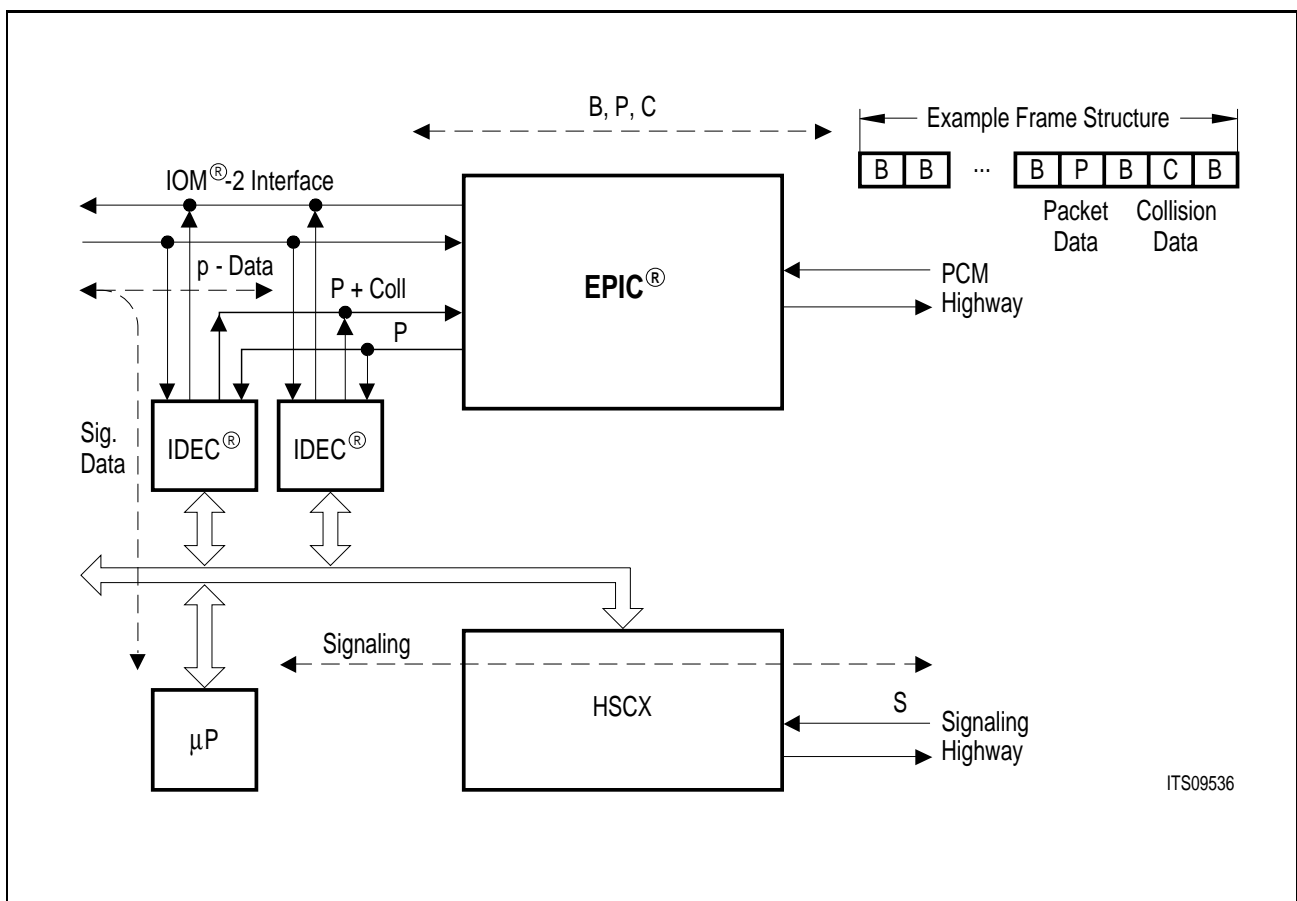 B, P, C
Example Frame Structure
B B ... B P B C B
Packet Data
Collision Data
IOM®-2 Interface
p - Data
P + Coll
P
EPIC®
PCM
Highway
Sig.
Data
IDEC®
IDEC®
Signaling
HSCX
S
Signaling
Highway
µP
ITS09536